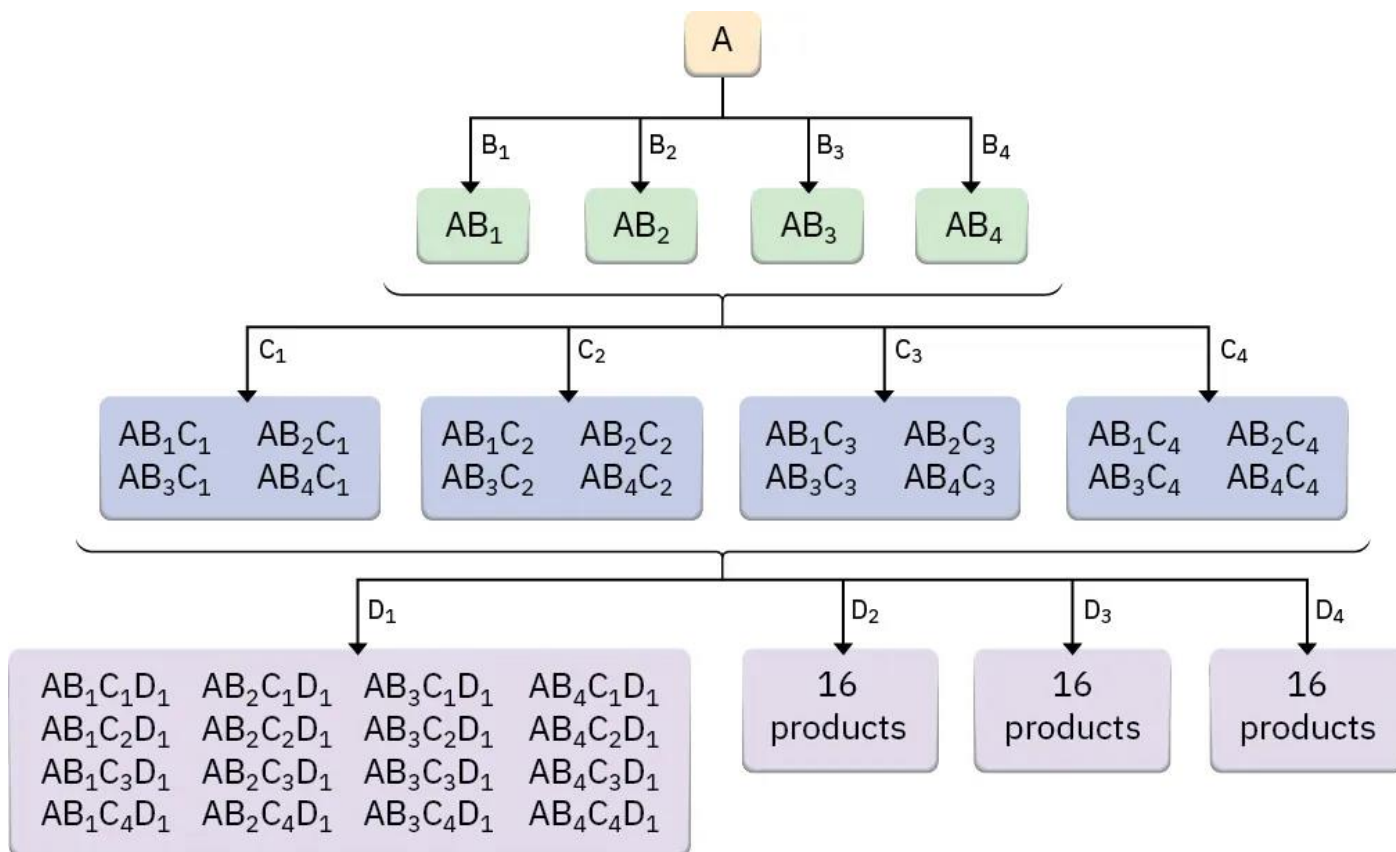 A
B₁ B₂ B₃ B₄
AB₁ AB₂ AB₃ AB₄
C₁ C₂ C₃ C₄
AB₁C₁ AB₂C₁
AB₃C₁ AB₄C₁
AB₁C₂ AB₂C₂
AB₃C₂ AB₄C₂
AB₁C₃ AB₂C₃
AB₃C₃ AB₄C₃
AB₁C₄ AB₂C₄
AB₃C₄ AB₄C₄
D₁ D₂ D₃ D₄
AB₁C₁D₁ AB₂C₁D₁ AB₃C₁D₁ AB₄C₁D₁
AB₁C₂D₁ AB₂C₂D₁ AB₃C₂D₁ AB₄C₂D₁
AB₁C₃D₁ AB₂C₃D₁ AB₃C₃D₁ AB₄C₃D₁
AB₁C₄D₁ AB₂C₄D₁ AB₃C₄D₁ AB₄C₄D₁
16
products
16
products
16
products